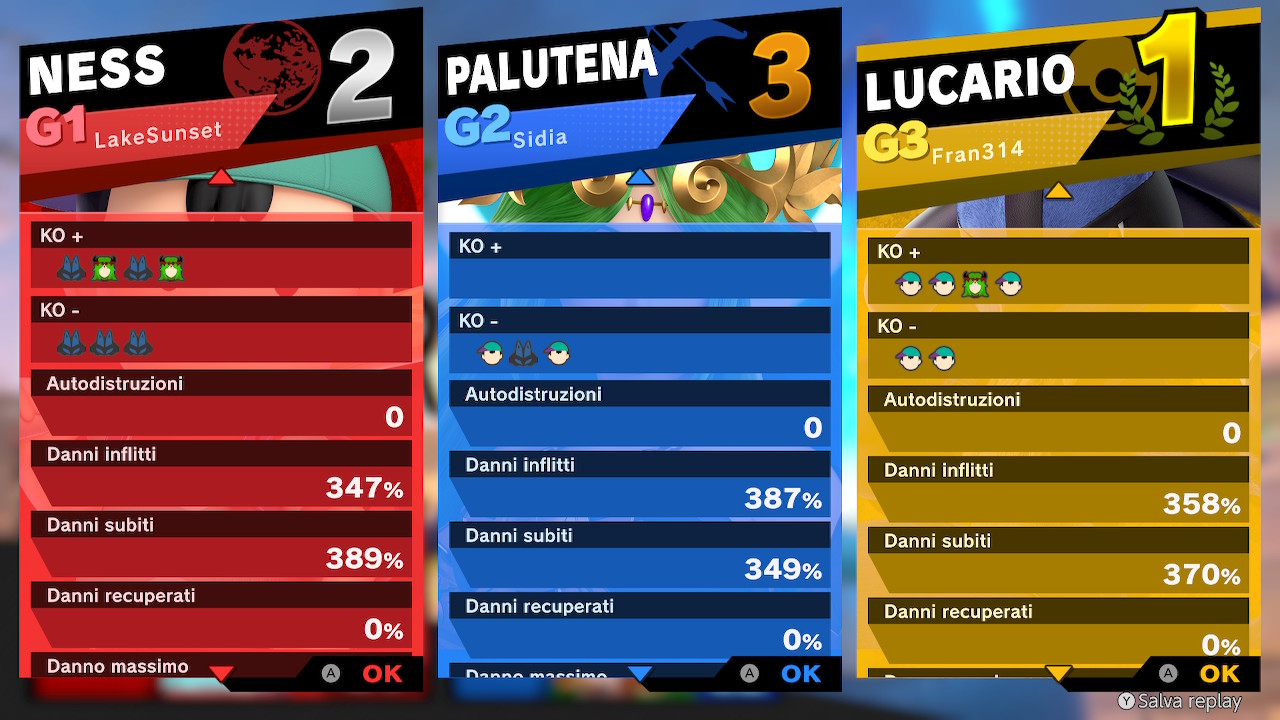 NESS 2
G1 LakeSunset
KO +
KO -
Autodistruzioni
0
Danni inflitti
347%
Danni subiti
389%
Danni recuperati
0%
Danno massimo
A OK
PALUTENA 3
G2 Sidia
KO +
KO -
Autodistruzioni
0
Danni inflitti
387%
Danni subiti
349%
Danni recuperati
0%
Danno massimo
A OK
LUCARIO 1
G3 Fran314
KO +
KO -
Autodistruzioni
0
Danni inflitti
358%
Danni subiti
370%
Danni recuperati
0%
A OK
Y Salva replay